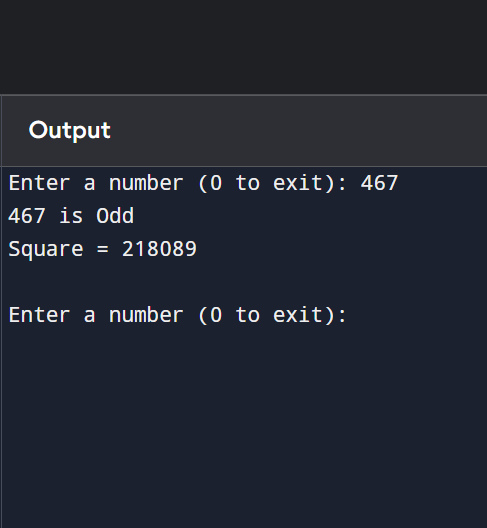 Output
Enter a number (0 to exit): 467
467 is Odd
Square = 218089
Enter a number (0 to exit):